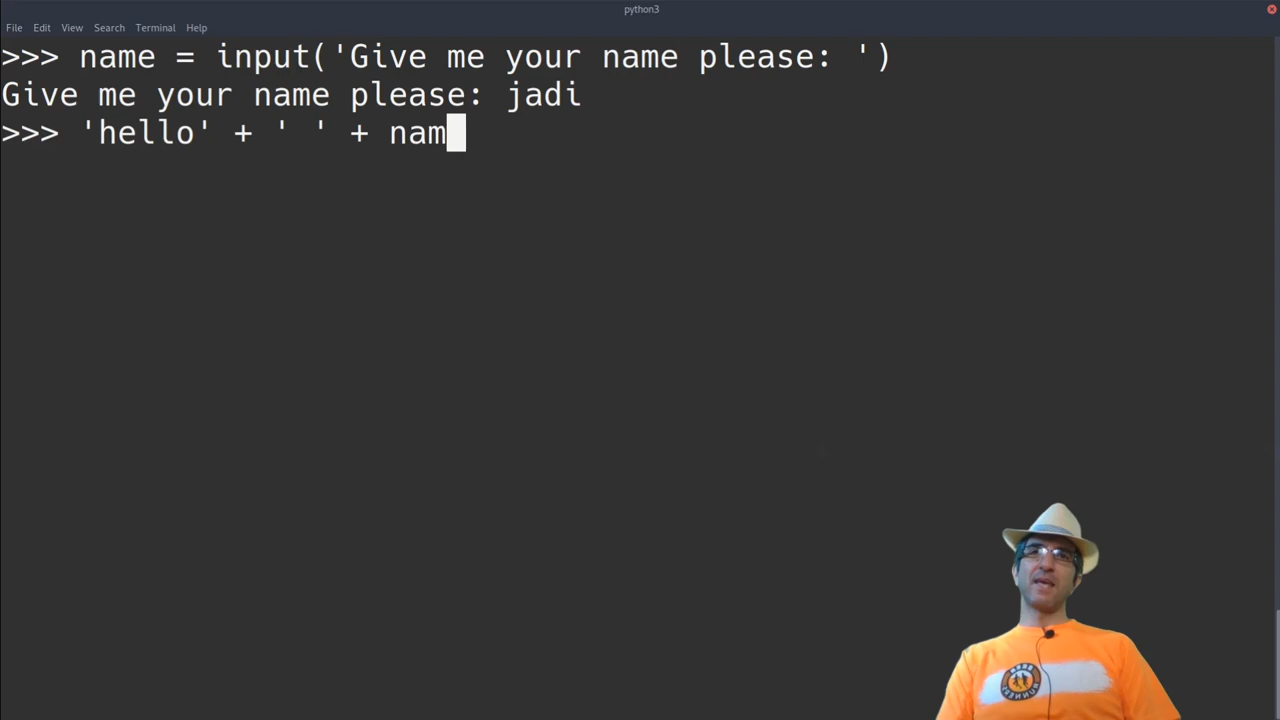 python3
File Edit View Search Terminal Help
>>> name = input('Give me your name please: ')
Give me your name please: jadi
>>> 'hello' + ' ' + nam